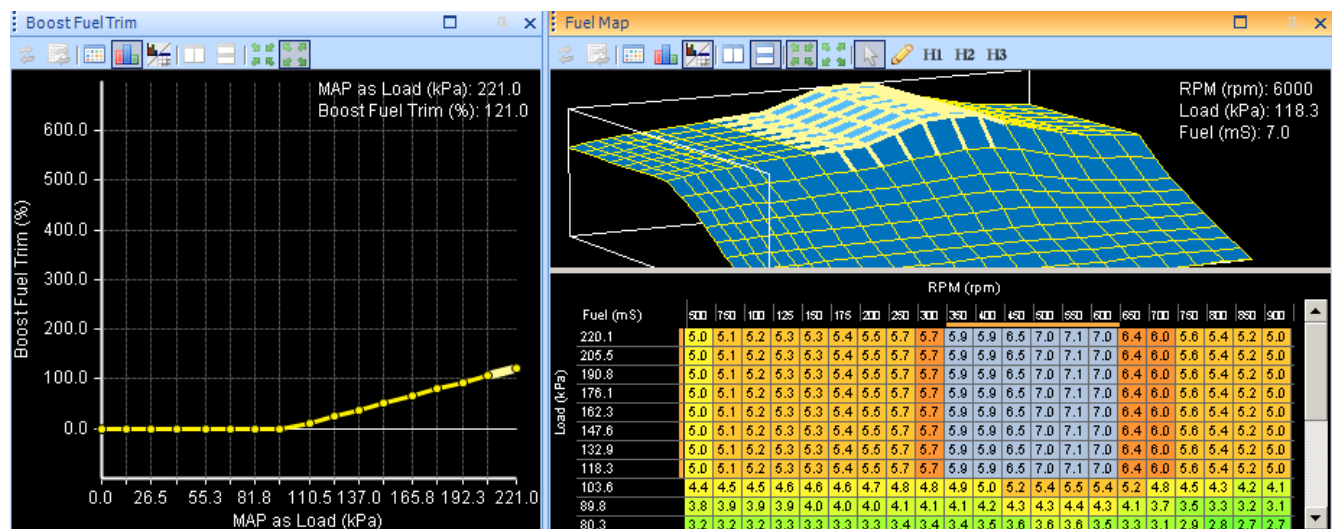 Boost Fuel Trim
MAP as Load (kPa): 221.0
Boost Fuel Trim (%): 121.0
Boost Fuel Trim (%)
600.0
500.0
400.0
300.0
200.0
100.0
0.0
0.0 26.5 55.3 81.8 110.5 137.0 165.8 192.3 221.0
MAP as Load (kPa)
Fuel Map
H1 H2 H3
RPM (rpm): 6000
Load (kPa): 118.3
Fuel (mS): 7.0
RPM (rpm)
Fuel (mS) 500 750 100 125 150 175 200 250 300 350 400 450 500 550 600 650 700 750 800 850 900
Load (kPa)
220.1 5.0 5.1 5.2 5.3 5.3 5.4 5.5 5.7 5.7 5.9 5.9 6.5 7.0 7.1 7.0 6.4 6.0 5.6 5.4 5.2 5.0
205.5 5.0 5.1 5.2 5.3 5.3 5.4 5.5 5.7 5.7 5.9 5.9 6.5 7.0 7.1 7.0 6.4 6.0 5.6 5.4 5.2 5.0
190.8 5.0 5.1 5.2 5.3 5.3 5.4 5.5 5.7 5.7 5.9 5.9 6.5 7.0 7.1 7.0 6.4 6.0 5.6 5.4 5.2 5.0
176.1 5.0 5.1 5.2 5.3 5.3 5.4 5.5 5.7 5.7 5.9 5.9 6.5 7.0 7.1 7.0 6.4 6.0 5.6 5.4 5.2 5.0
162.3 5.0 5.1 5.2 5.3 5.3 5.4 5.5 5.7 5.7 5.9 5.9 6.5 7.0 7.1 7.0 6.4 6.0 5.6 5.4 5.2 5.0
147.6 5.0 5.1 5.2 5.3 5.3 5.4 5.5 5.7 5.7 5.9 5.9 6.5 7.0 7.1 7.0 6.4 6.0 5.6 5.4 5.2 5.0
132.9 5.0 5.1 5.2 5.3 5.3 5.4 5.5 5.7 5.7 5.9 5.9 6.5 7.0 7.1 7.0 6.4 6.0 5.6 5.4 5.2 5.0
118.3 5.0 5.1 5.2 5.3 5.3 5.4 5.5 5.7 5.7 5.9 5.9 6.5 7.0 7.1 7.0 6.4 6.0 5.6 5.4 5.2 5.0
103.6 4.4 4.5 4.5 4.6 4.6 4.6 4.7 4.8 4.8 4.9 5.0 5.2 5.4 5.5 5.4 5.2 4.8 4.5 4.3 4.2 4.1
89.8 3.8 3.9 3.9 3.9 4.0 4.0 4.0 4.1 4.1 4.1 4.2 4.3 4.3 4.4 4.3 4.1 3.7 3.5 3.3 3.2 3.1
80.3